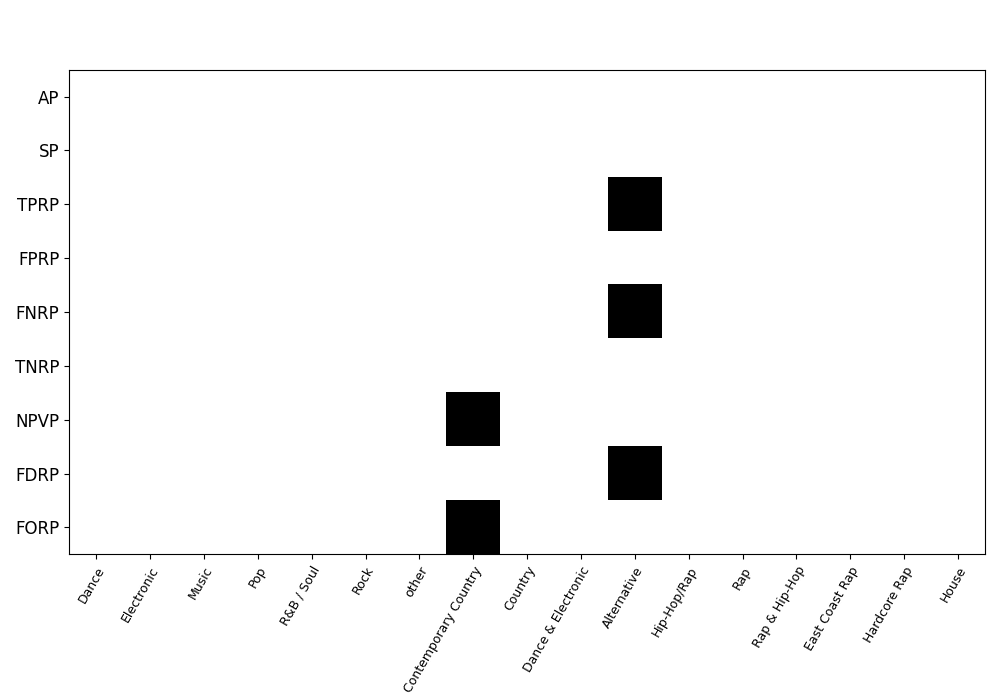 AP
SP
TPRP
FPRP
FNRP
TNRP
NPVP
FDRP
FORP
Dance
Electronic
Music
Pop
R&B / Soul
Rock
other
Contemporary Country
Country
Dance & Electronic
Alternative
Hip-Hop/Rap
Rap
Rap & Hip-Hop
East Coast Rap
Hardcore Rap
House